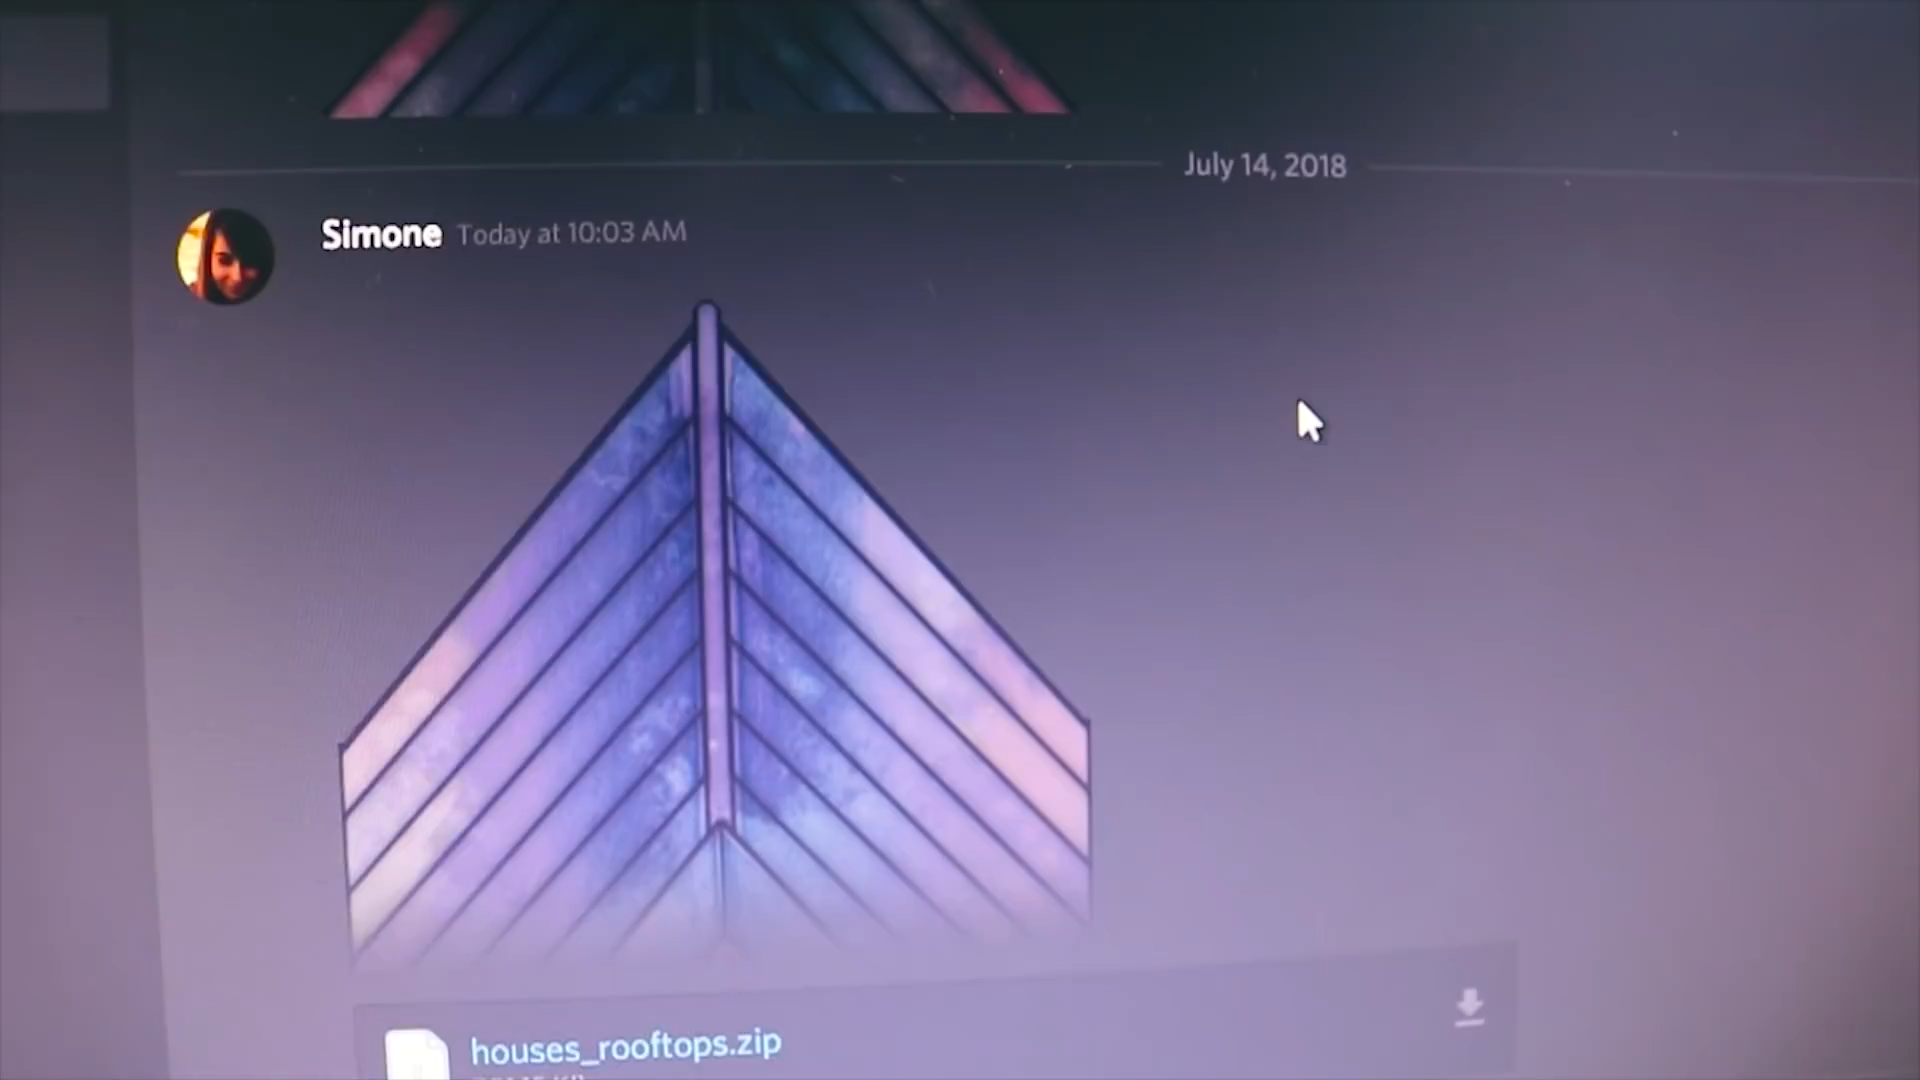 July 14, 2018
Simone Today at 10:03 AM
houses_rooftops.zip